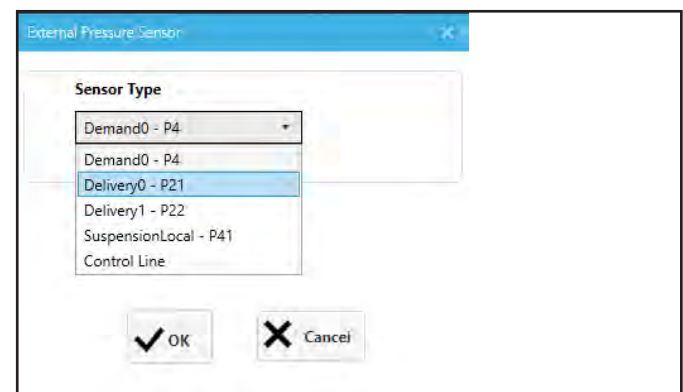 External Pressure Sensor
Sensor Type
Demand0 - P4
Demand0 - P4
Delivery0 - P21
Delivery1 - P22
SuspensionLocal - P41
Control Line
OK
Cancel